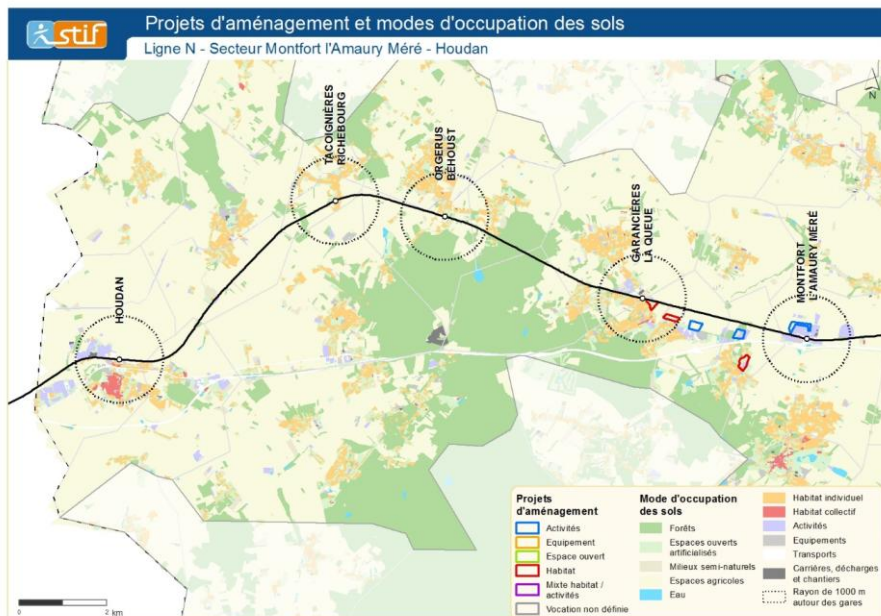 stif
Projets d'aménagement et modes d'occupation des sols
Ligne N - Secteur Montfort l'Amaury Méré - Houdan
N
TACOIGNIÈRES
RICHEBOURG
ORGERUS
BÉHOUST
GARANCIÈRES
LA QUEUE
MONTFORT
L'AMAURY MÉRÉ
HOUDAN
Projets
d'aménagement
Activités
Equipement
Espace ouvert
Habitat
Mixte habitat /
activités
Vocation non définie
Mode d'occupation
des sols
Forêts
Espaces ouverts
artificialisés
Milieux semi-naturels
Espaces agricoles
Eau
Habitat individuel
Habitat collectif
Activités
Equipements
Transports
Carrières, décharges
et chantiers
Rayon de 1000 m
autour des gares
0 2
km